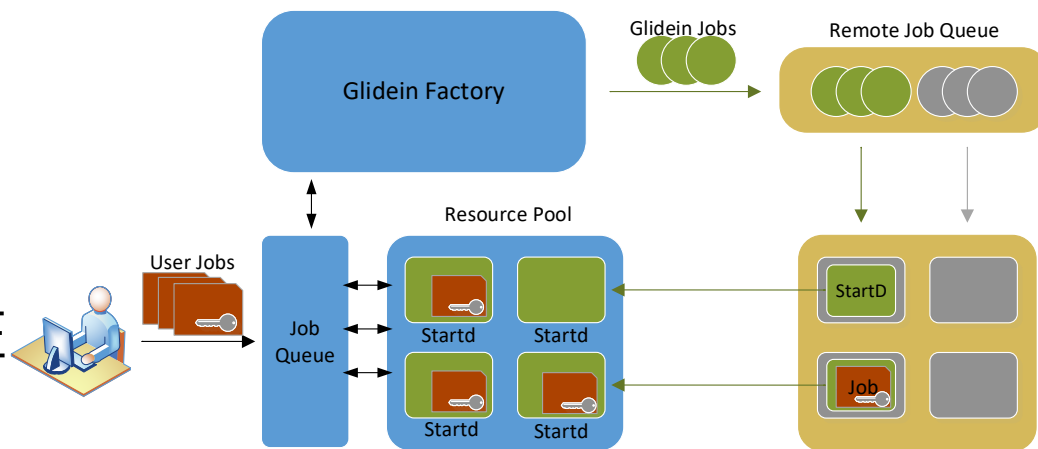 Glidein Jobs
Remote Job Queue
Glidein Factory
Resource Pool
User Jobs
Job
Queue
Startd
Startd
Startd
Startd
StartD
Job